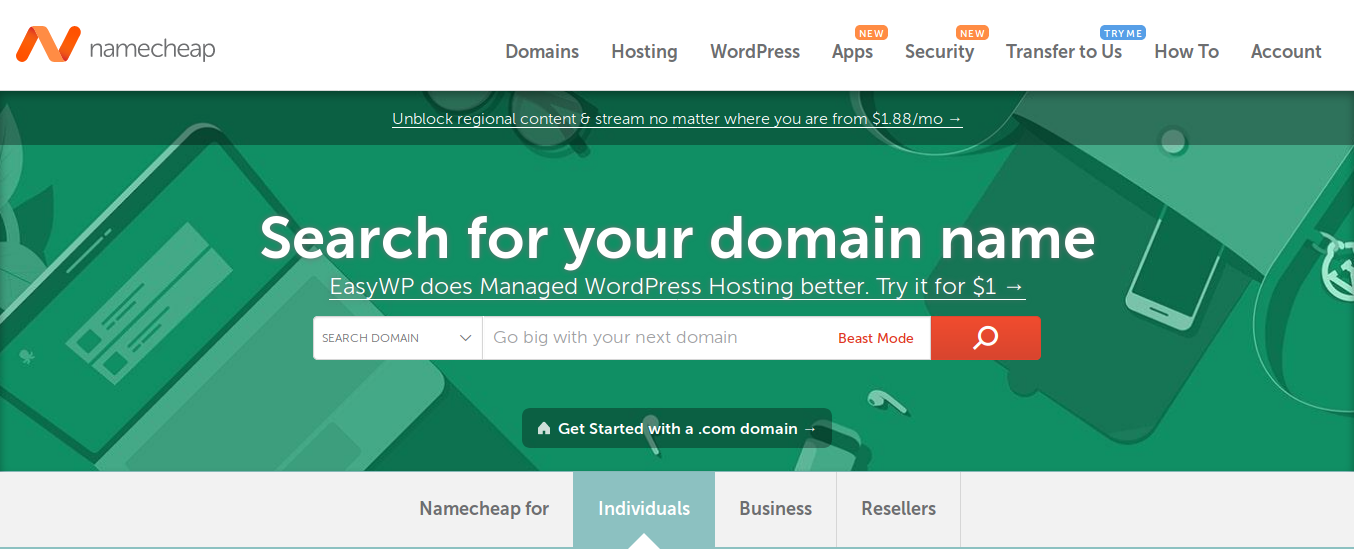 namecheap
Domains Hosting WordPress Apps NEW Security NEW Transfer to Us TRY ME How To Account
Unblock regional content & stream no matter where you are from $1.88/mo →
Search for your domain name
EasyWP does Managed WordPress Hosting better. Try it for $1 →
SEARCH DOMAIN Go big with your next domain Beast Mode
Get Started with a .com domain →
Namecheap for Individuals Business Resellers